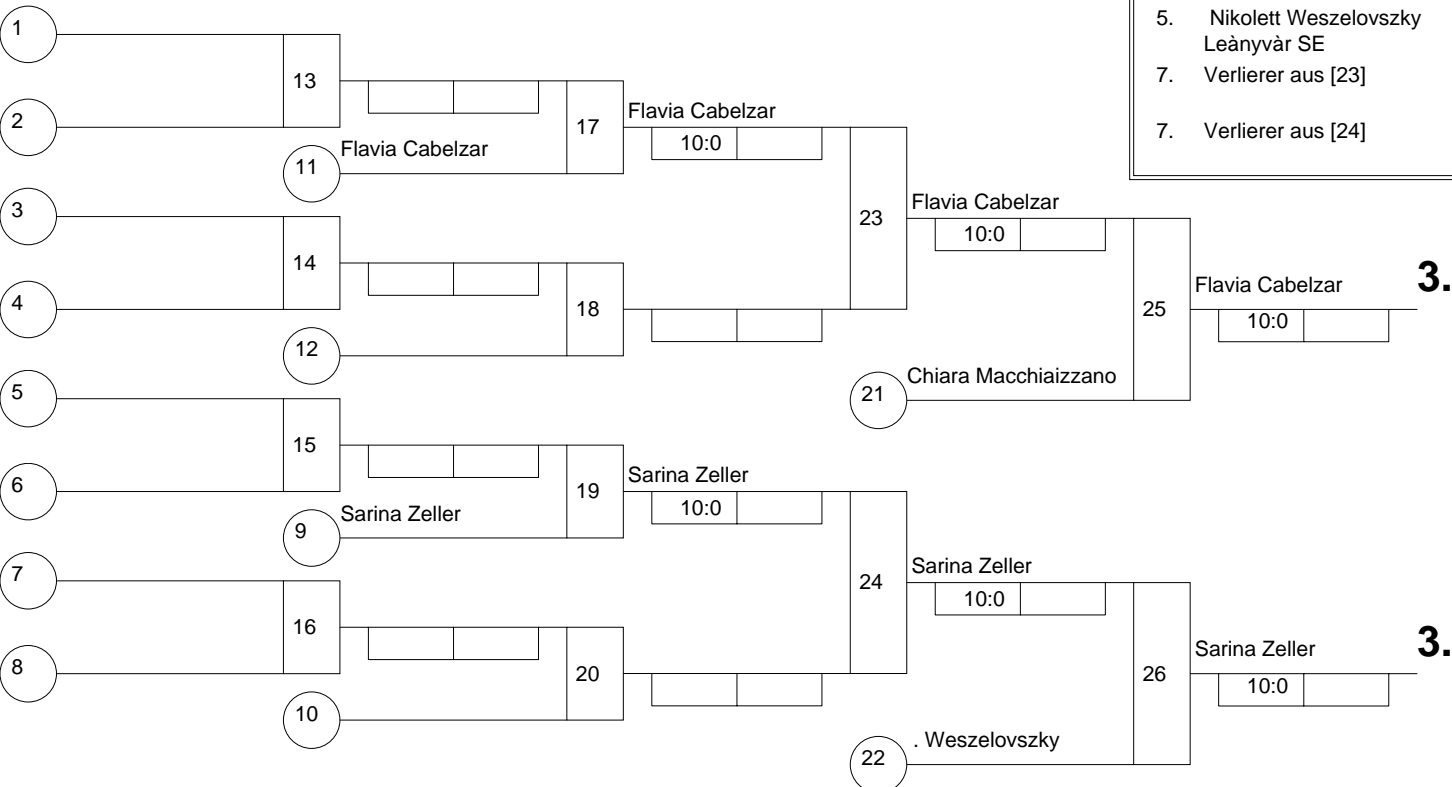 1
5. Nikolett Weszelovszky
Leànyvàr SE
13
7. Verlierer aus [23]
Flavia Cabelzar
2
17
10:0
7. Verlierer aus [24]
Flavia Cabelzar
11
3
Flavia Cabelzar
23
10:0
14
3.
Flavia Cabelzar
4
18
25
10:0
12
Chiara Macchiaizzano
5
21
15
Sarina Zeller
6
19
10:0
Sarina Zeller
9
Sarina Zeller
7
24
10:0
16
3.
Sarina Zeller
8
20
26
10:0
10
. Weszelovszky
22